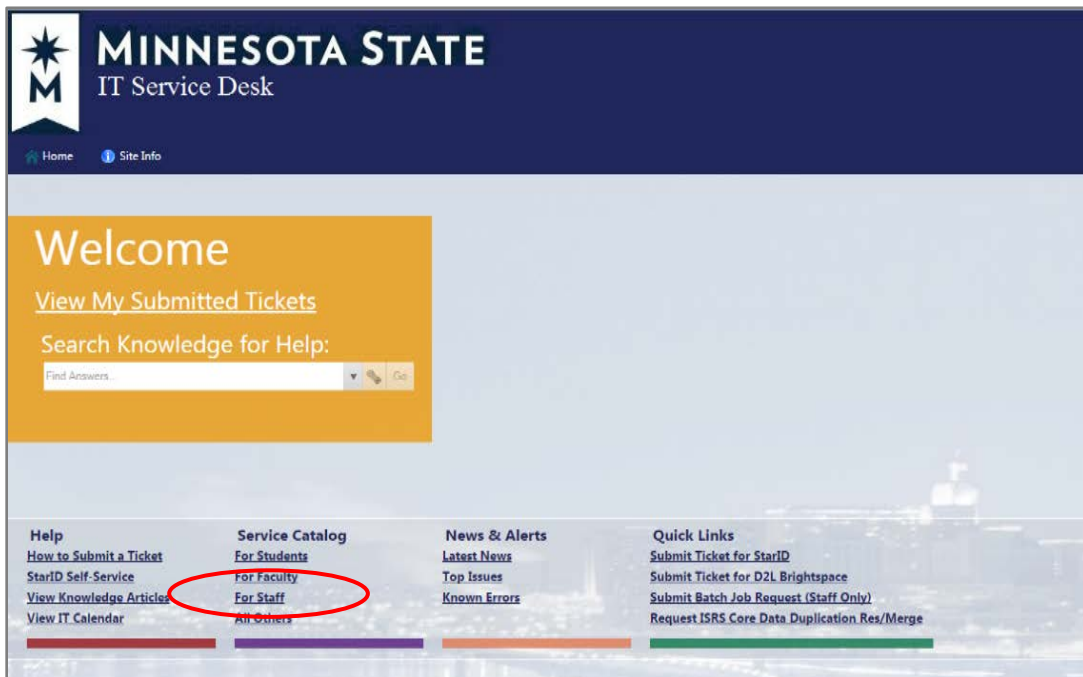 MINNESOTA STATE
IT Service Desk
M
Home Site Info
Welcome
View My Submitted Tickets
Search Knowledge for Help:
Find Answers... Go
Help
How to Submit a Ticket
StarID Self-Service
View Knowledge Articles
View IT Calendar
Service Catalog
For Students
For Faculty
For Staff
All Others
News & Alerts
Latest News
Top Issues
Known Errors
Quick Links
Submit Ticket for StarID
Submit Ticket for D2L Brightspace
Submit Batch Job Request (Staff Only)
Request ISRS Core Data Duplication Res/Merge